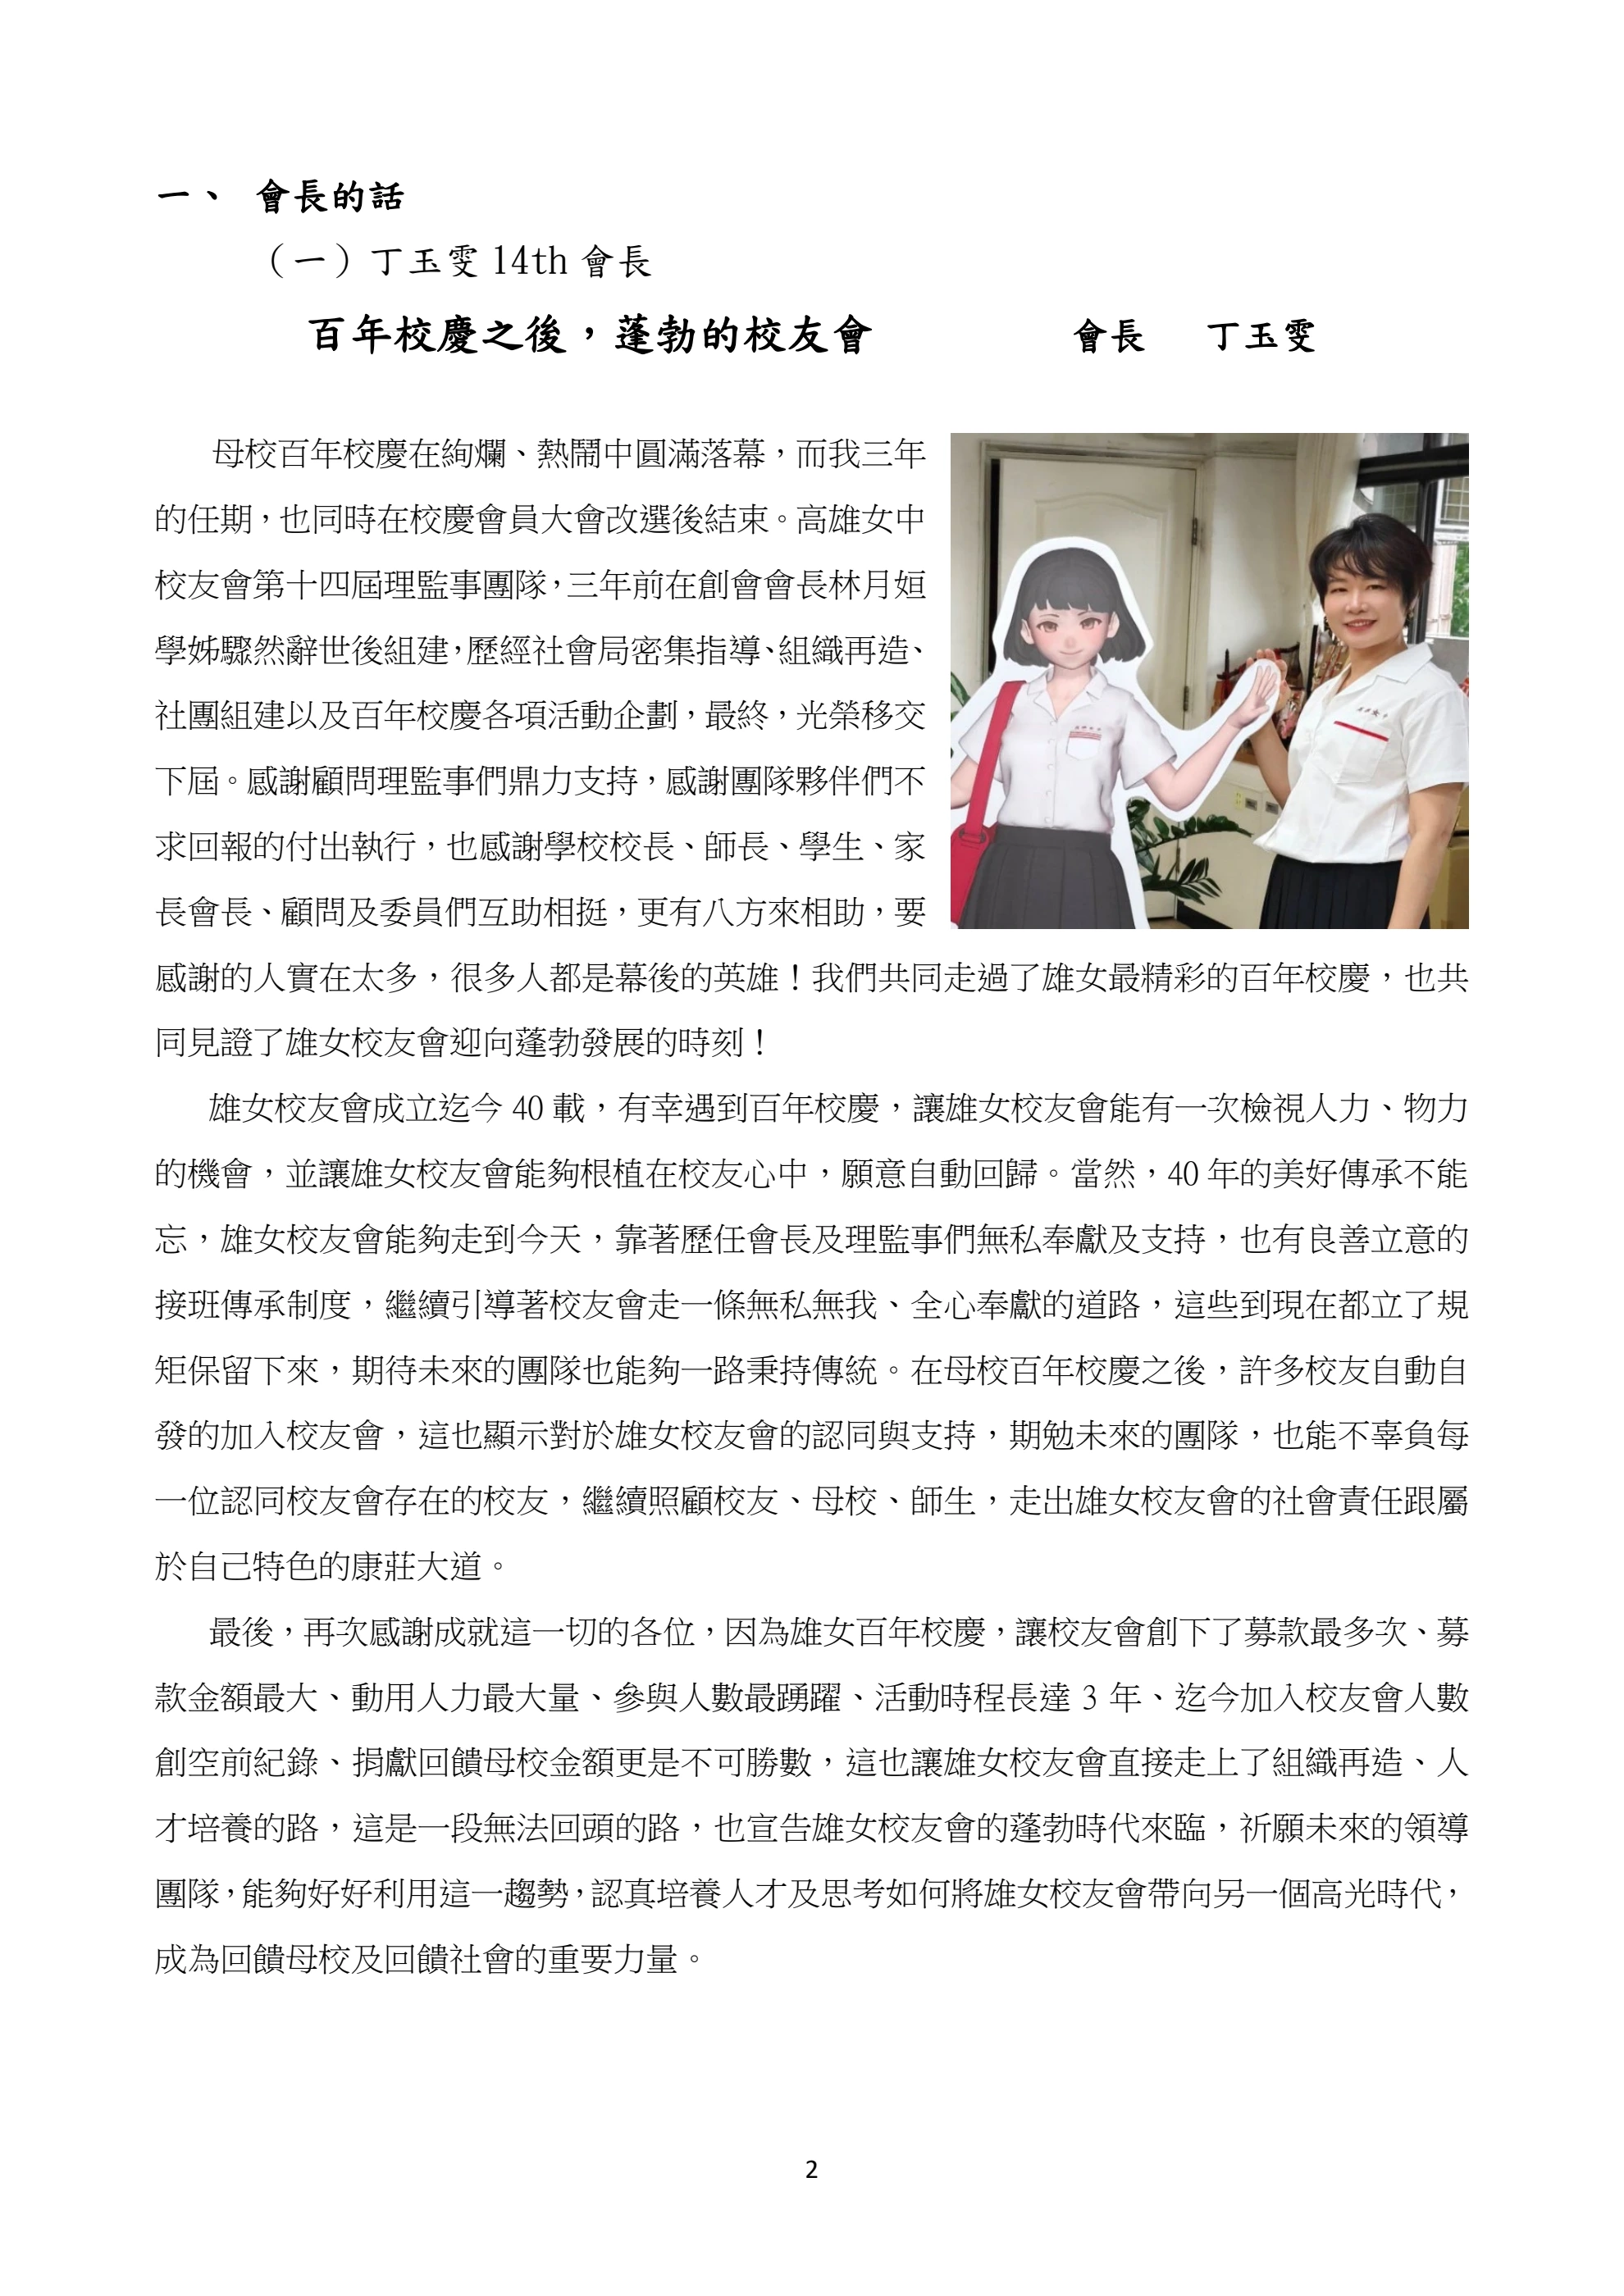 一、 會長的話
（一）丁玉雯 14th 會長
百年校慶之後，蓬勃的校友會 會長 丁玉雯
母校百年校慶在絢爛、熱鬧中圓滿落幕，而我三年
的任期，也同時在校慶會員大會改選後結束。高雄女中
校友會第十四屆理監事團隊，三年前在創會會長林月姮
學姊驟然辭世後組建，歷經社會局密集指導、組織再造、
社團組建以及百年校慶各項活動企劃，最終，光榮移交
下屆。感謝顧問理監事們鼎力支持，感謝團隊夥伴們不
求回報的付出執行，也感謝學校校長、師長、學生、家
長會長、顧問及委員們互助相挺，更有八方來相助，要
感謝的人實在太多，很多人都是幕後的英雄！我們共同走過了雄女最精彩的百年校慶，也共
同見證了雄女校友會迎向蓬勃發展的時刻！
雄女校友會成立迄今 40 載，有幸遇到百年校慶，讓雄女校友會能有一次檢視人力、物力
的機會，並讓雄女校友會能夠根植在校友心中，願意自動回歸。當然，40 年的美好傳承不能
忘，雄女校友會能夠走到今天，靠著歷任會長及理監事們無私奉獻及支持，也有良善立意的
接班傳承制度，繼續引導著校友會走一條無私無我、全心奉獻的道路，這些到現在都立了規
矩保留下來，期待未來的團隊也能夠一路秉持傳統。在母校百年校慶之後，許多校友自動自
發的加入校友會，這也顯示對於雄女校友會的認同與支持，期勉未來的團隊，也能不辜負每
一位認同校友會存在的校友，繼續照顧校友、母校、師生，走出雄女校友會的社會責任跟屬
於自己特色的康莊大道。
最後，再次感謝成就這一切的各位，因為雄女百年校慶，讓校友會創下了募款最多次、募
款金額最大、動用人力最大量、參與人數最踴躍、活動時程長達 3 年、迄今加入校友會人數
創空前紀錄、捐獻回饋母校金額更是不可勝數，這也讓雄女校友會直接走上了組織再造、人
才培養的路，這是一段無法回頭的路，也宣告雄女校友會的蓬勃時代來臨，祈願未來的領導
團隊，能夠好好利用這一趨勢，認真培養人才及思考如何將雄女校友會帶向另一個高光時代，
成為回饋母校及回饋社會的重要力量。
2